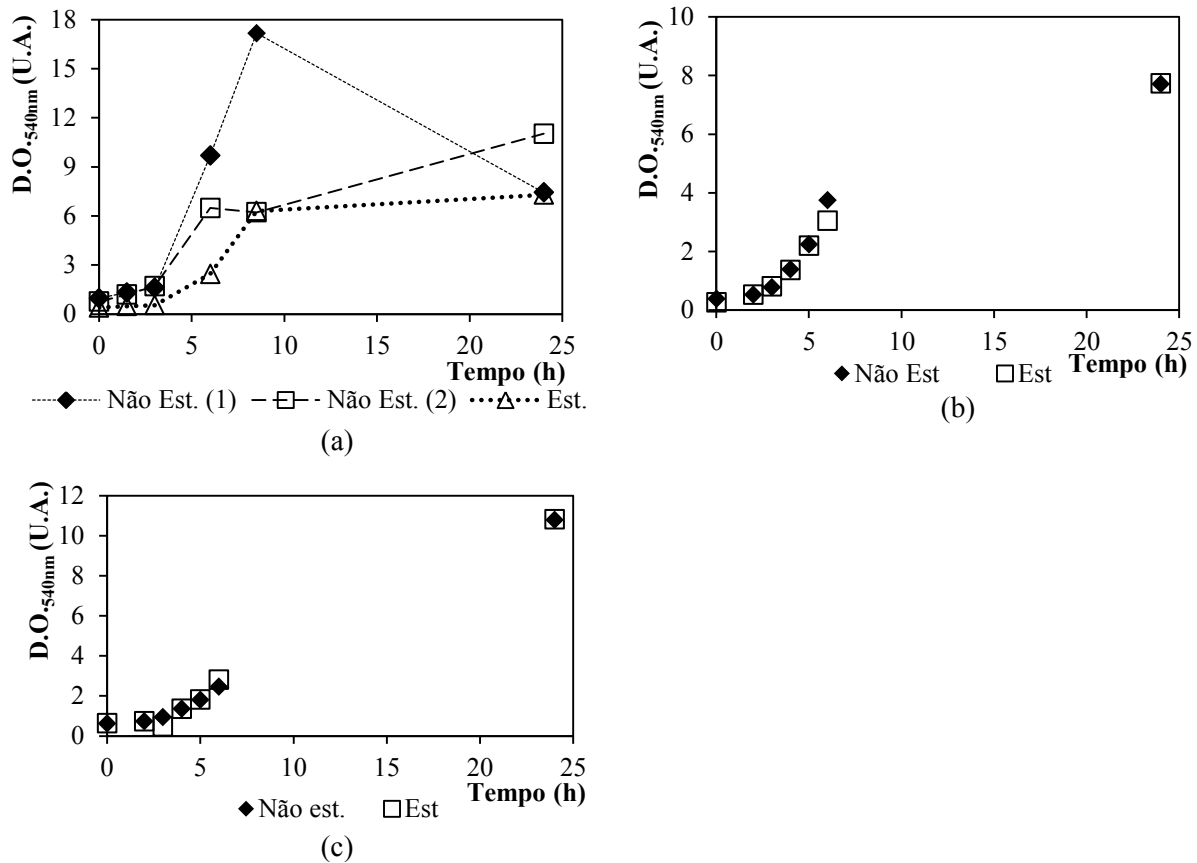 D.O.540nm (U.A.)
18
15
12
9
6
3
0
0 5 10 15 20 25
Tempo (h)
Não Est. (1) Não Est. (2) Est.
(a)
D.O.540nm (U.A.)
10
8
6
4
2
0
0 5 10 15 20 25
Tempo (h)
Não Est Est
(b)
D.O.540nm (U.A.)
12
10
8
6
4
2
0
0 5 10 15 20 25
Tempo (h)
Não est. Est
(c)